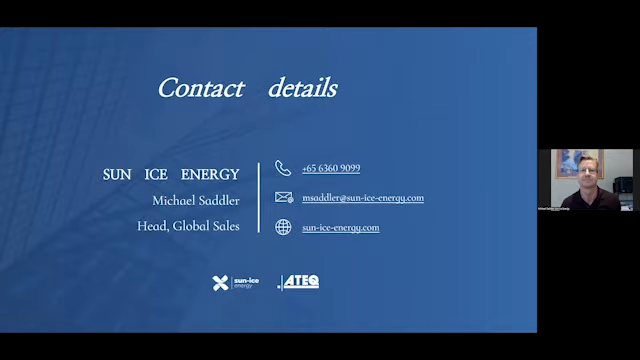 Contact details
SUN ICE ENERGY
Michael Saddler
Head, Global Sales
+65 6360 9099
msaddler@sun-ice-energy.com
sun-ice-energy.com
sun-ice
energy
ATEQ